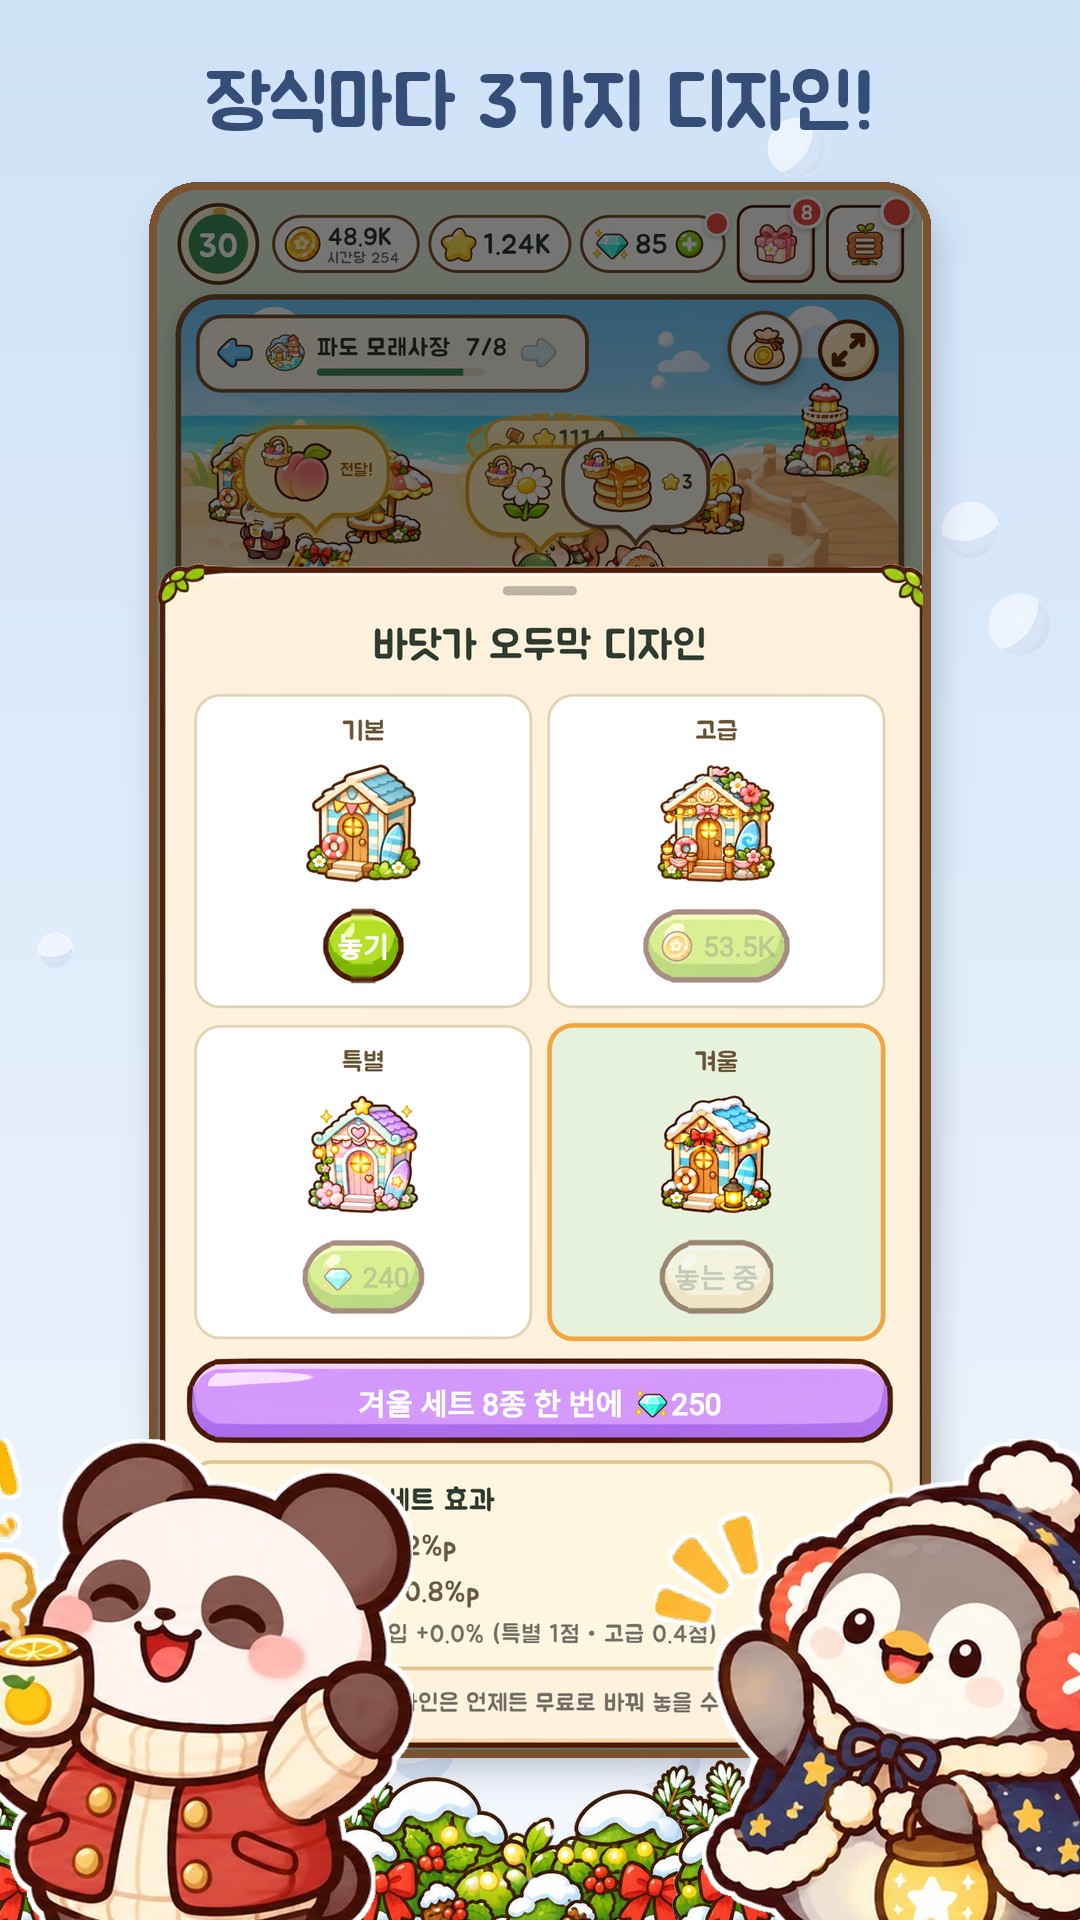 장식마다 3가지 디자인!
30
48.9K
시간당 254
1.24K
85
8
파도 모래사장 7/8
전달!
1114
3
바닷가 오두막 디자인
기본
고급
놓기
53.5K
특별
겨울
240
놓는 중
겨울 세트 8종 한 번에 250
세트 효과
2%p
0.8%p
입 +0.0% (특별 1점 · 고급 0.4점)
인은 언제든 무료로 바꿔 놓을 수